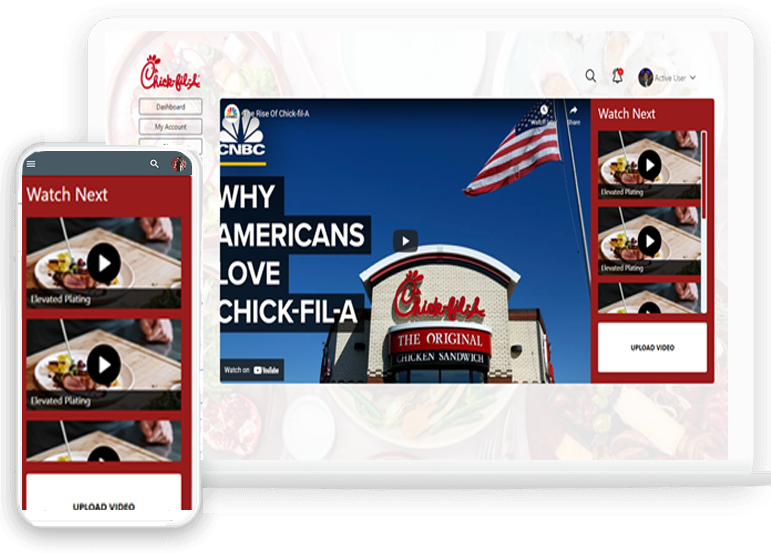 Chick-fil-A
Active User
Dashboard
My Account
The Rise Of Chick-fil-A
Share
CNBC
WHY
AMERICANS
LOVE
CHICK-FIL-A
Chick-fil-A
THE ORIGINAL
CHICKEN SANDWICH
Watch on YouTube
Watch Next
Elevated Plating
Elevated Plating
UPLOAD VIDEO
Watch Next
Elevated Plating
Elevated Plating
UPLOAD VIDEO